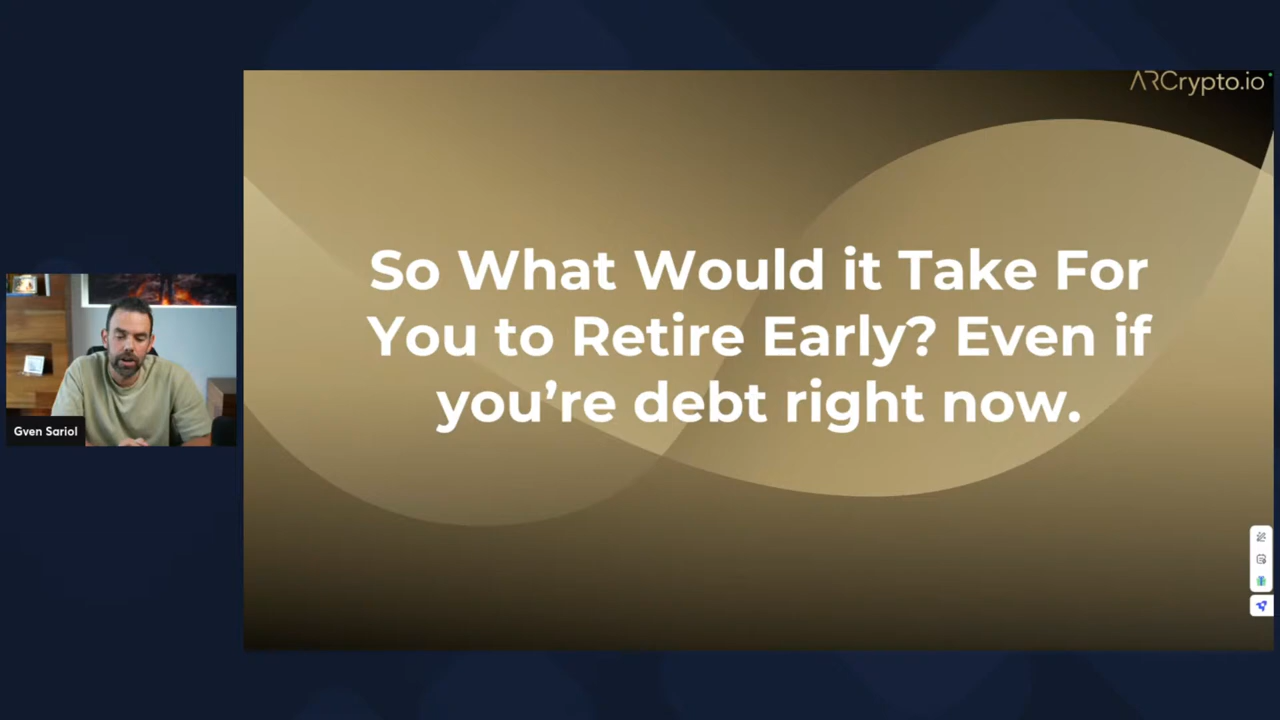 ARCrypto.io
So What Would it Take For
You to Retire Early? Even if
you're debt right now.
Gven Sariol